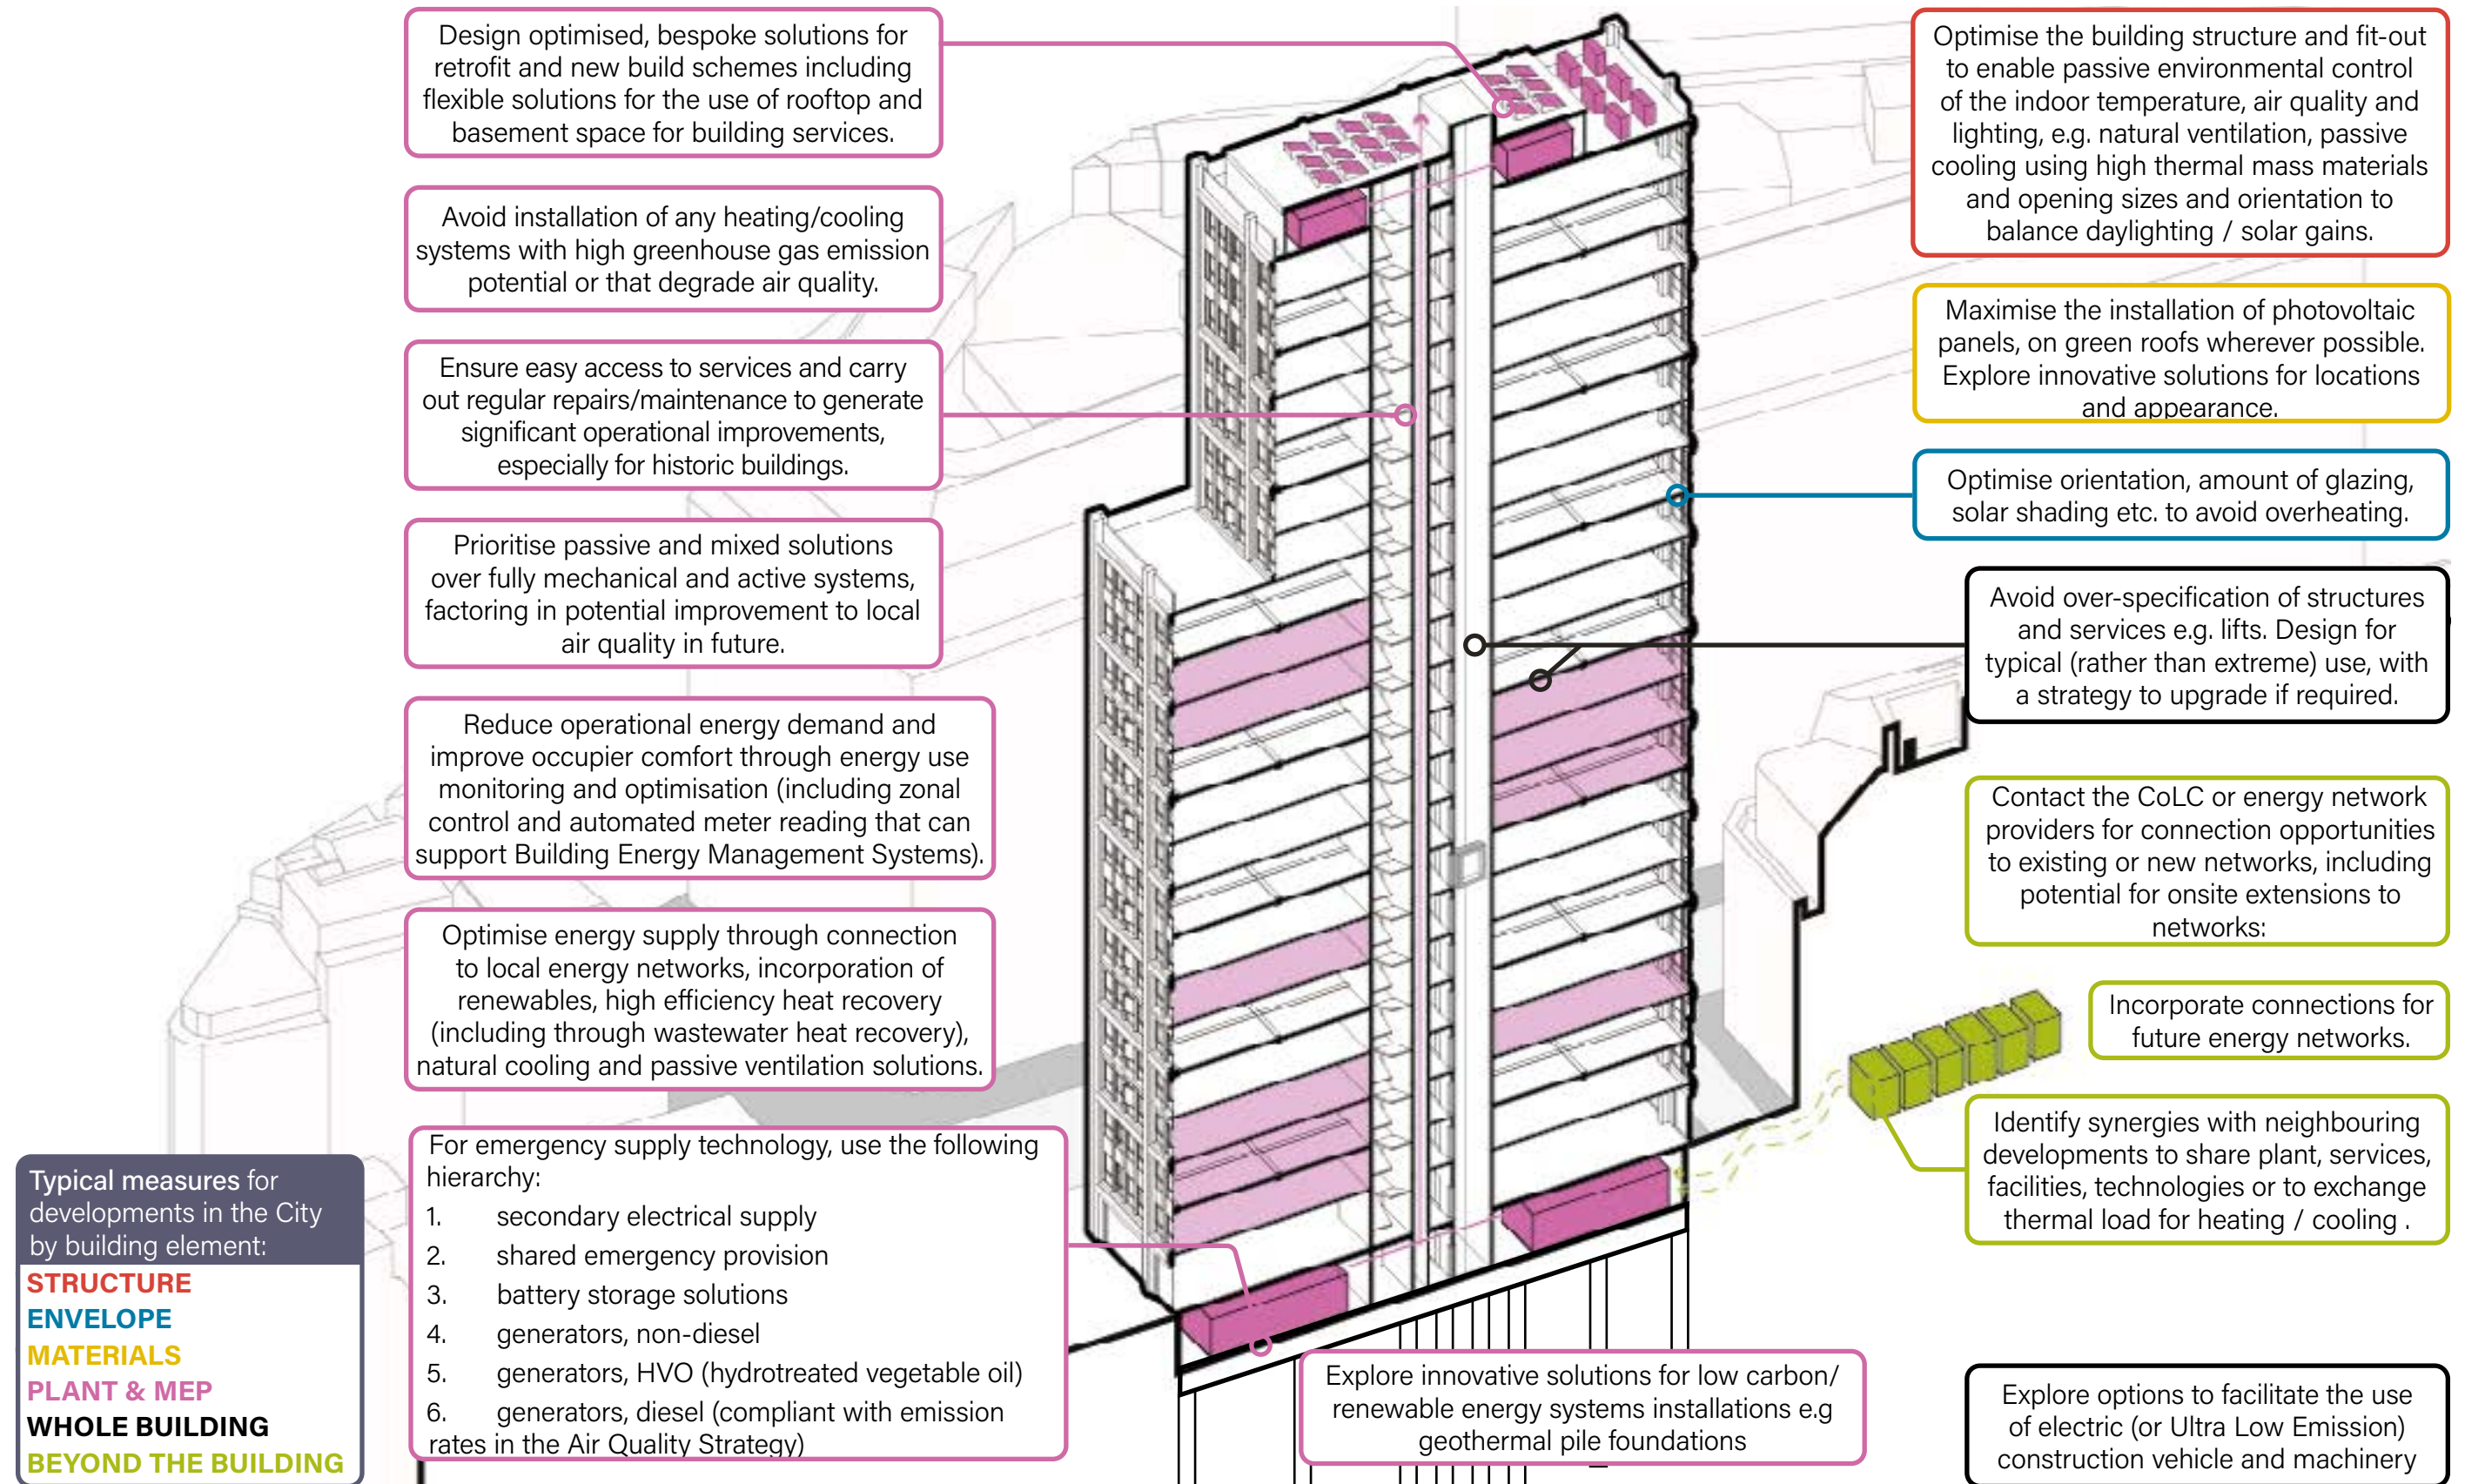 Design optimised, bespoke solutions for
retrofit and new build schemes including
flexible solutions for the use of rooftop and
basement space for building services.
Avoid installation of any heating/cooling
systems with high greenhouse gas emission
potential or that degrade air quality.
Ensure easy access to services and carry
out regular repairs/maintenance to generate
significant operational improvements,
especially for historic buildings.
Prioritise passive and mixed solutions
over fully mechanical and active systems,
factoring in potential improvement to local
air quality in future.
Reduce operational energy demand and
improve occupier comfort through energy use
monitoring and optimisation (including zonal
control and automated meter reading that can
support Building Energy Management Systems).
Optimise energy supply through connection
to local energy networks, incorporation of
renewables, high efficiency heat recovery
(including through wastewater heat recovery),
natural cooling and passive ventilation solutions.
For emergency supply technology, use the following
hierarchy:
1. secondary electrical supply
2. shared emergency provision
3. battery storage solutions
4. generators, non-diesel
5. generators, HVO (hydrotreated vegetable oil)
6. generators, diesel (compliant with emission
rates in the Air Quality Strategy)
Typical measures for
developments in the City
by building element:
STRUCTURE
ENVELOPE
MATERIALS
PLANT & MEP
WHOLE BUILDING
BEYOND THE BUILDING
Explore innovative solutions for low carbon/
renewable energy systems installations e.g
geothermal pile foundations
Optimise the building structure and fit-out
to enable passive environmental control
of the indoor temperature, air quality and
lighting, e.g. natural ventilation, passive
cooling using high thermal mass materials
and opening sizes and orientation to
balance daylighting / solar gains.
Maximise the installation of photovoltaic
panels, on green roofs wherever possible.
Explore innovative solutions for locations
and appearance.
Optimise orientation, amount of glazing,
solar shading etc. to avoid overheating.
Avoid over-specification of structures
and services e.g. lifts. Design for
typical (rather than extreme) use, with
a strategy to upgrade if required.
Contact the CoLC or energy network
providers for connection opportunities
to existing or new networks, including
potential for onsite extensions to
networks:
Incorporate connections for
future energy networks.
Identify synergies with neighbouring
developments to share plant, services,
facilities, technologies or to exchange
thermal load for heating / cooling .
Explore options to facilitate the use
of electric (or Ultra Low Emission)
construction vehicle and machinery